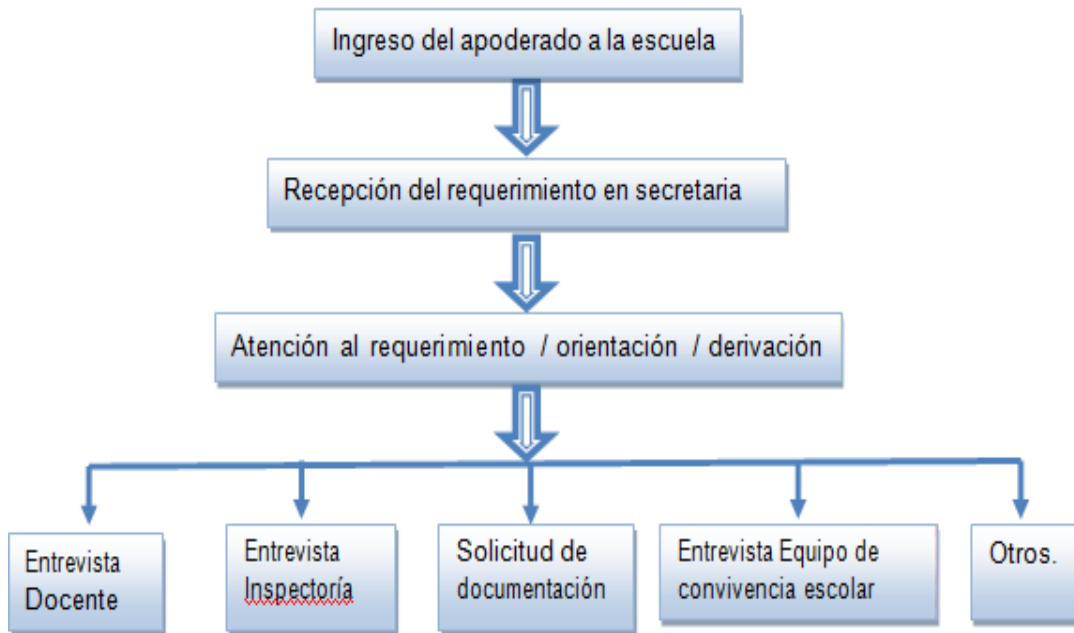 Ingreso del apoderado a la escuela
Recepción del requerimiento en secretaria
Atención al requerimiento / orientación / derivación
Entrevista
Docente
Entrevista
Inspectoría
Solicitud de
documentación
Entrevista Equipo de
convivencia escolar
Otros.